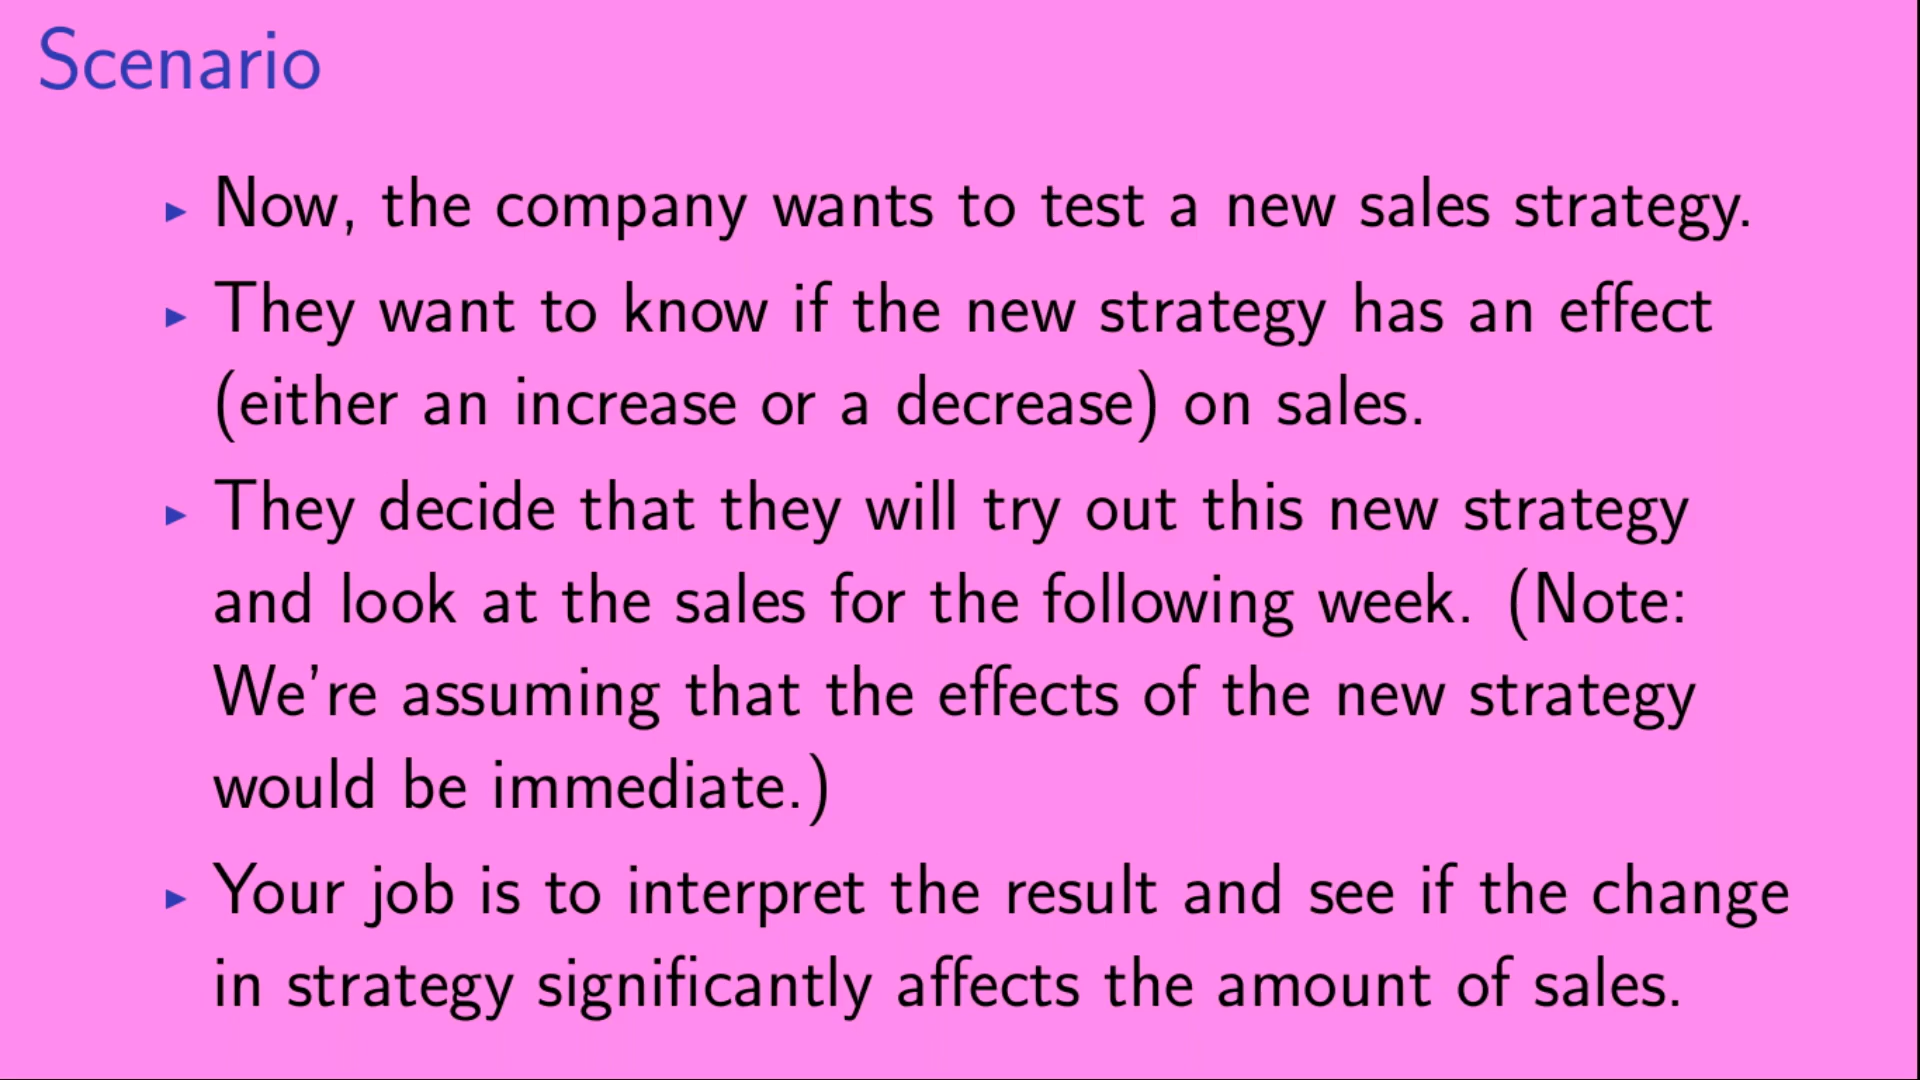 Scenario
▶ Now, the company wants to test a new sales strategy.
▶ They want to know if the new strategy has an effect
(either an increase or a decrease) on sales.
▶ They decide that they will try out this new strategy
and look at the sales for the following week. (Note:
We're assuming that the effects of the new strategy
would be immediate.)
▶ Your job is to interpret the result and see if the change
in strategy significantly affects the amount of sales.